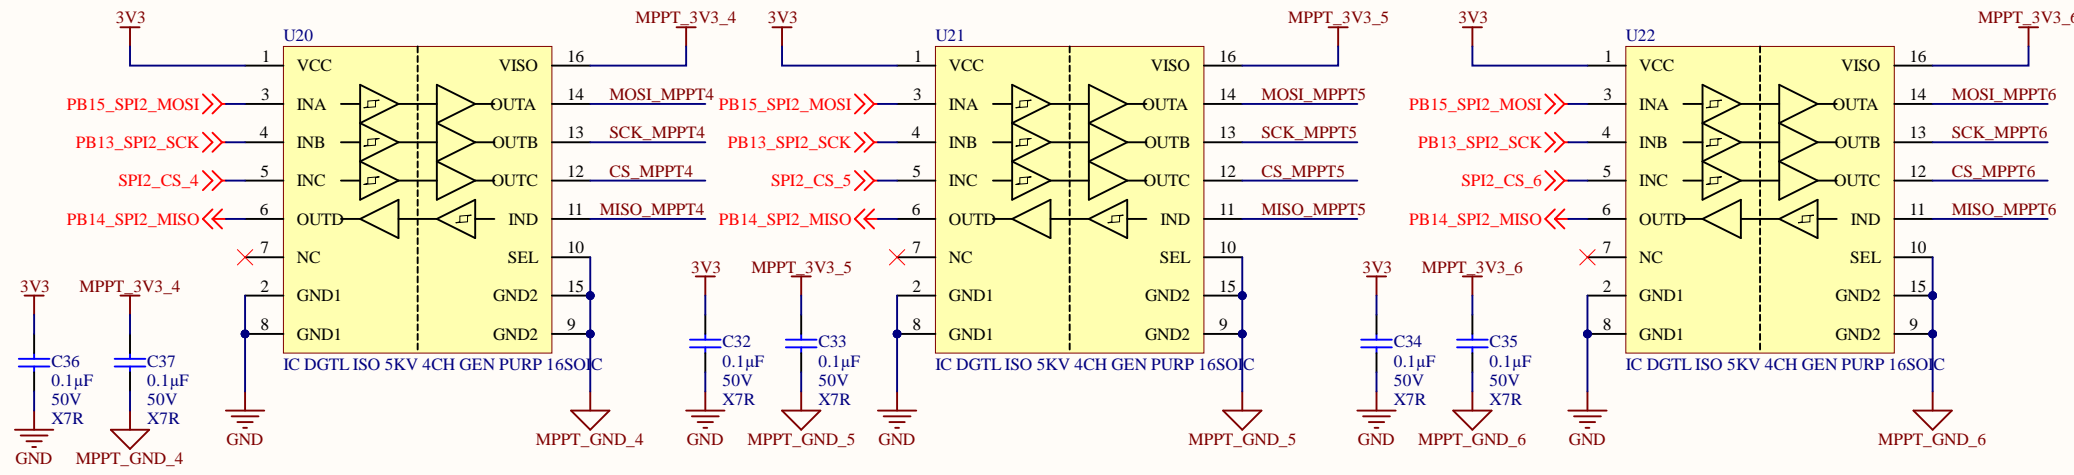 3V3
MPPT_3V3_4
U20
1
VCC
VISO
16
PB15_SPI2_MOSI
3
INA
OUTA
14
MOSI_MPPT4
PB13_SPI2_SCK
4
INB
OUTB
13
SCK_MPPT4
SPI2_CS_4
5
INC
OUTC
12
CS_MPPT4
PB14_SPI2_MISO
6
OUTD
IND
11
MISO_MPPT4
7
NC
SEL
10
2
GND1
GND2
15
8
GND1
GND2
9
IC DGTL ISO 5KV 4CH GEN PURP 16SOIC
GND
MPPT_GND_4
3V3
C36
0.1µF
50V
X7R
GND
MPPT_3V3_4
C37
0.1µF
50V
X7R
MPPT_GND_4
3V3
MPPT_3V3_5
U21
1
VCC
VISO
16
PB15_SPI2_MOSI
3
INA
OUTA
14
MOSI_MPPT5
PB13_SPI2_SCK
4
INB
OUTB
13
SCK_MPPT5
SPI2_CS_5
5
INC
OUTC
12
CS_MPPT5
PB14_SPI2_MISO
6
OUTD
IND
11
MISO_MPPT5
7
NC
SEL
10
2
GND1
GND2
15
8
GND1
GND2
9
IC DGTL ISO 5KV 4CH GEN PURP 16SOIC
GND
MPPT_GND_5
3V3
C32
0.1µF
50V
X7R
GND
MPPT_3V3_5
C33
0.1µF
50V
X7R
MPPT_GND_5
3V3
MPPT_3V3_6
U22
1
VCC
VISO
16
PB15_SPI2_MOSI
3
INA
OUTA
14
MOSI_MPPT6
PB13_SPI2_SCK
4
INB
OUTB
13
SCK_MPPT6
SPI2_CS_6
5
INC
OUTC
12
CS_MPPT6
PB14_SPI2_MISO
6
OUTD
IND
11
MISO_MPPT6
7
NC
SEL
10
2
GND1
GND2
15
8
GND1
GND2
9
IC DGTL ISO 5KV 4CH GEN PURP 16SOIC
GND
MPPT_GND_6
3V3
C34
0.1µF
50V
X7R
GND
MPPT_3V3_6
C35
0.1µF
50V
X7R
MPPT_GND_6